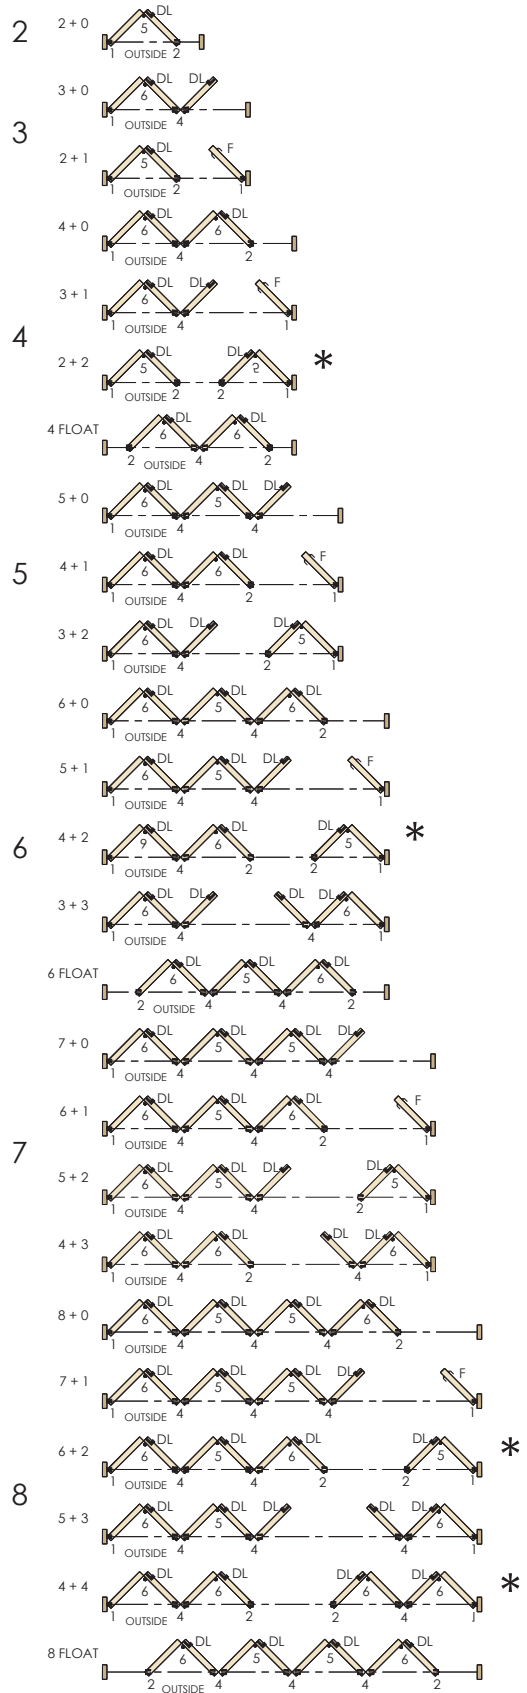 2
2 + 0 DL
5
1 OUTSIDE 2
3
3 + 0 DL DL
6
1 OUTSIDE 4
2 + 1 DL F
5
1 OUTSIDE 2 1
4
4 + 0 DL DL
6 6
1 OUTSIDE 4 2
3 + 1 DL DL F
6
1 OUTSIDE 4 1
2 + 2 DL DL *
5
1 OUTSIDE 2 2 1
4 FLOAT DL DL
6 6
2 OUTSIDE 4 2
5
5 + 0 DL DL DL
6 5
1 OUTSIDE 4 4
4 + 1 DL DL F
6 6
1 OUTSIDE 4 2 1
3 + 2 DL DL DL
6 5
1 OUTSIDE 4 2 1
6
6 + 0 DL DL DL
6 5 6
1 OUTSIDE 4 4 2
5 + 1 DL DL DL F
6 5
1 OUTSIDE 4 4 1
4 + 2 DL DL DL *
9 6 5
1 OUTSIDE 4 2 2 1
3 + 3 DL DL DL DL
6 6
1 OUTSIDE 4 4 1
6 FLOAT DL DL DL
6 5 6
2 OUTSIDE 4 4 2
7
7 + 0 DL DL DL DL
6 5 5
1 OUTSIDE 4 4 4
6 + 1 DL DL DL F
6 5 6
1 OUTSIDE 4 4 2 1
5 + 2 DL DL DL DL
6 5 5
1 OUTSIDE 4 4 2 1
4 + 3 DL DL DL DL
6 6 6
1 OUTSIDE 4 2 4 1
8
8 + 0 DL DL DL DL
6 5 5 6
1 OUTSIDE 4 4 4 2
7 + 1 DL DL DL DL F
6 5 5
1 OUTSIDE 4 4 4 1
6 + 2 DL DL DL DL *
6 5 6 5
1 OUTSIDE 4 4 2 2 1
5 + 3 DL DL DL DL DL
6 5 6
1 OUTSIDE 4 4 4 1
4 + 4 DL DL DL DL *
6 6 6 6
1 OUTSIDE 4 2 2 4 1
8 FLOAT DL DL DL DL
6 5 5 6
2 OUTSIDE 4 4 4 2